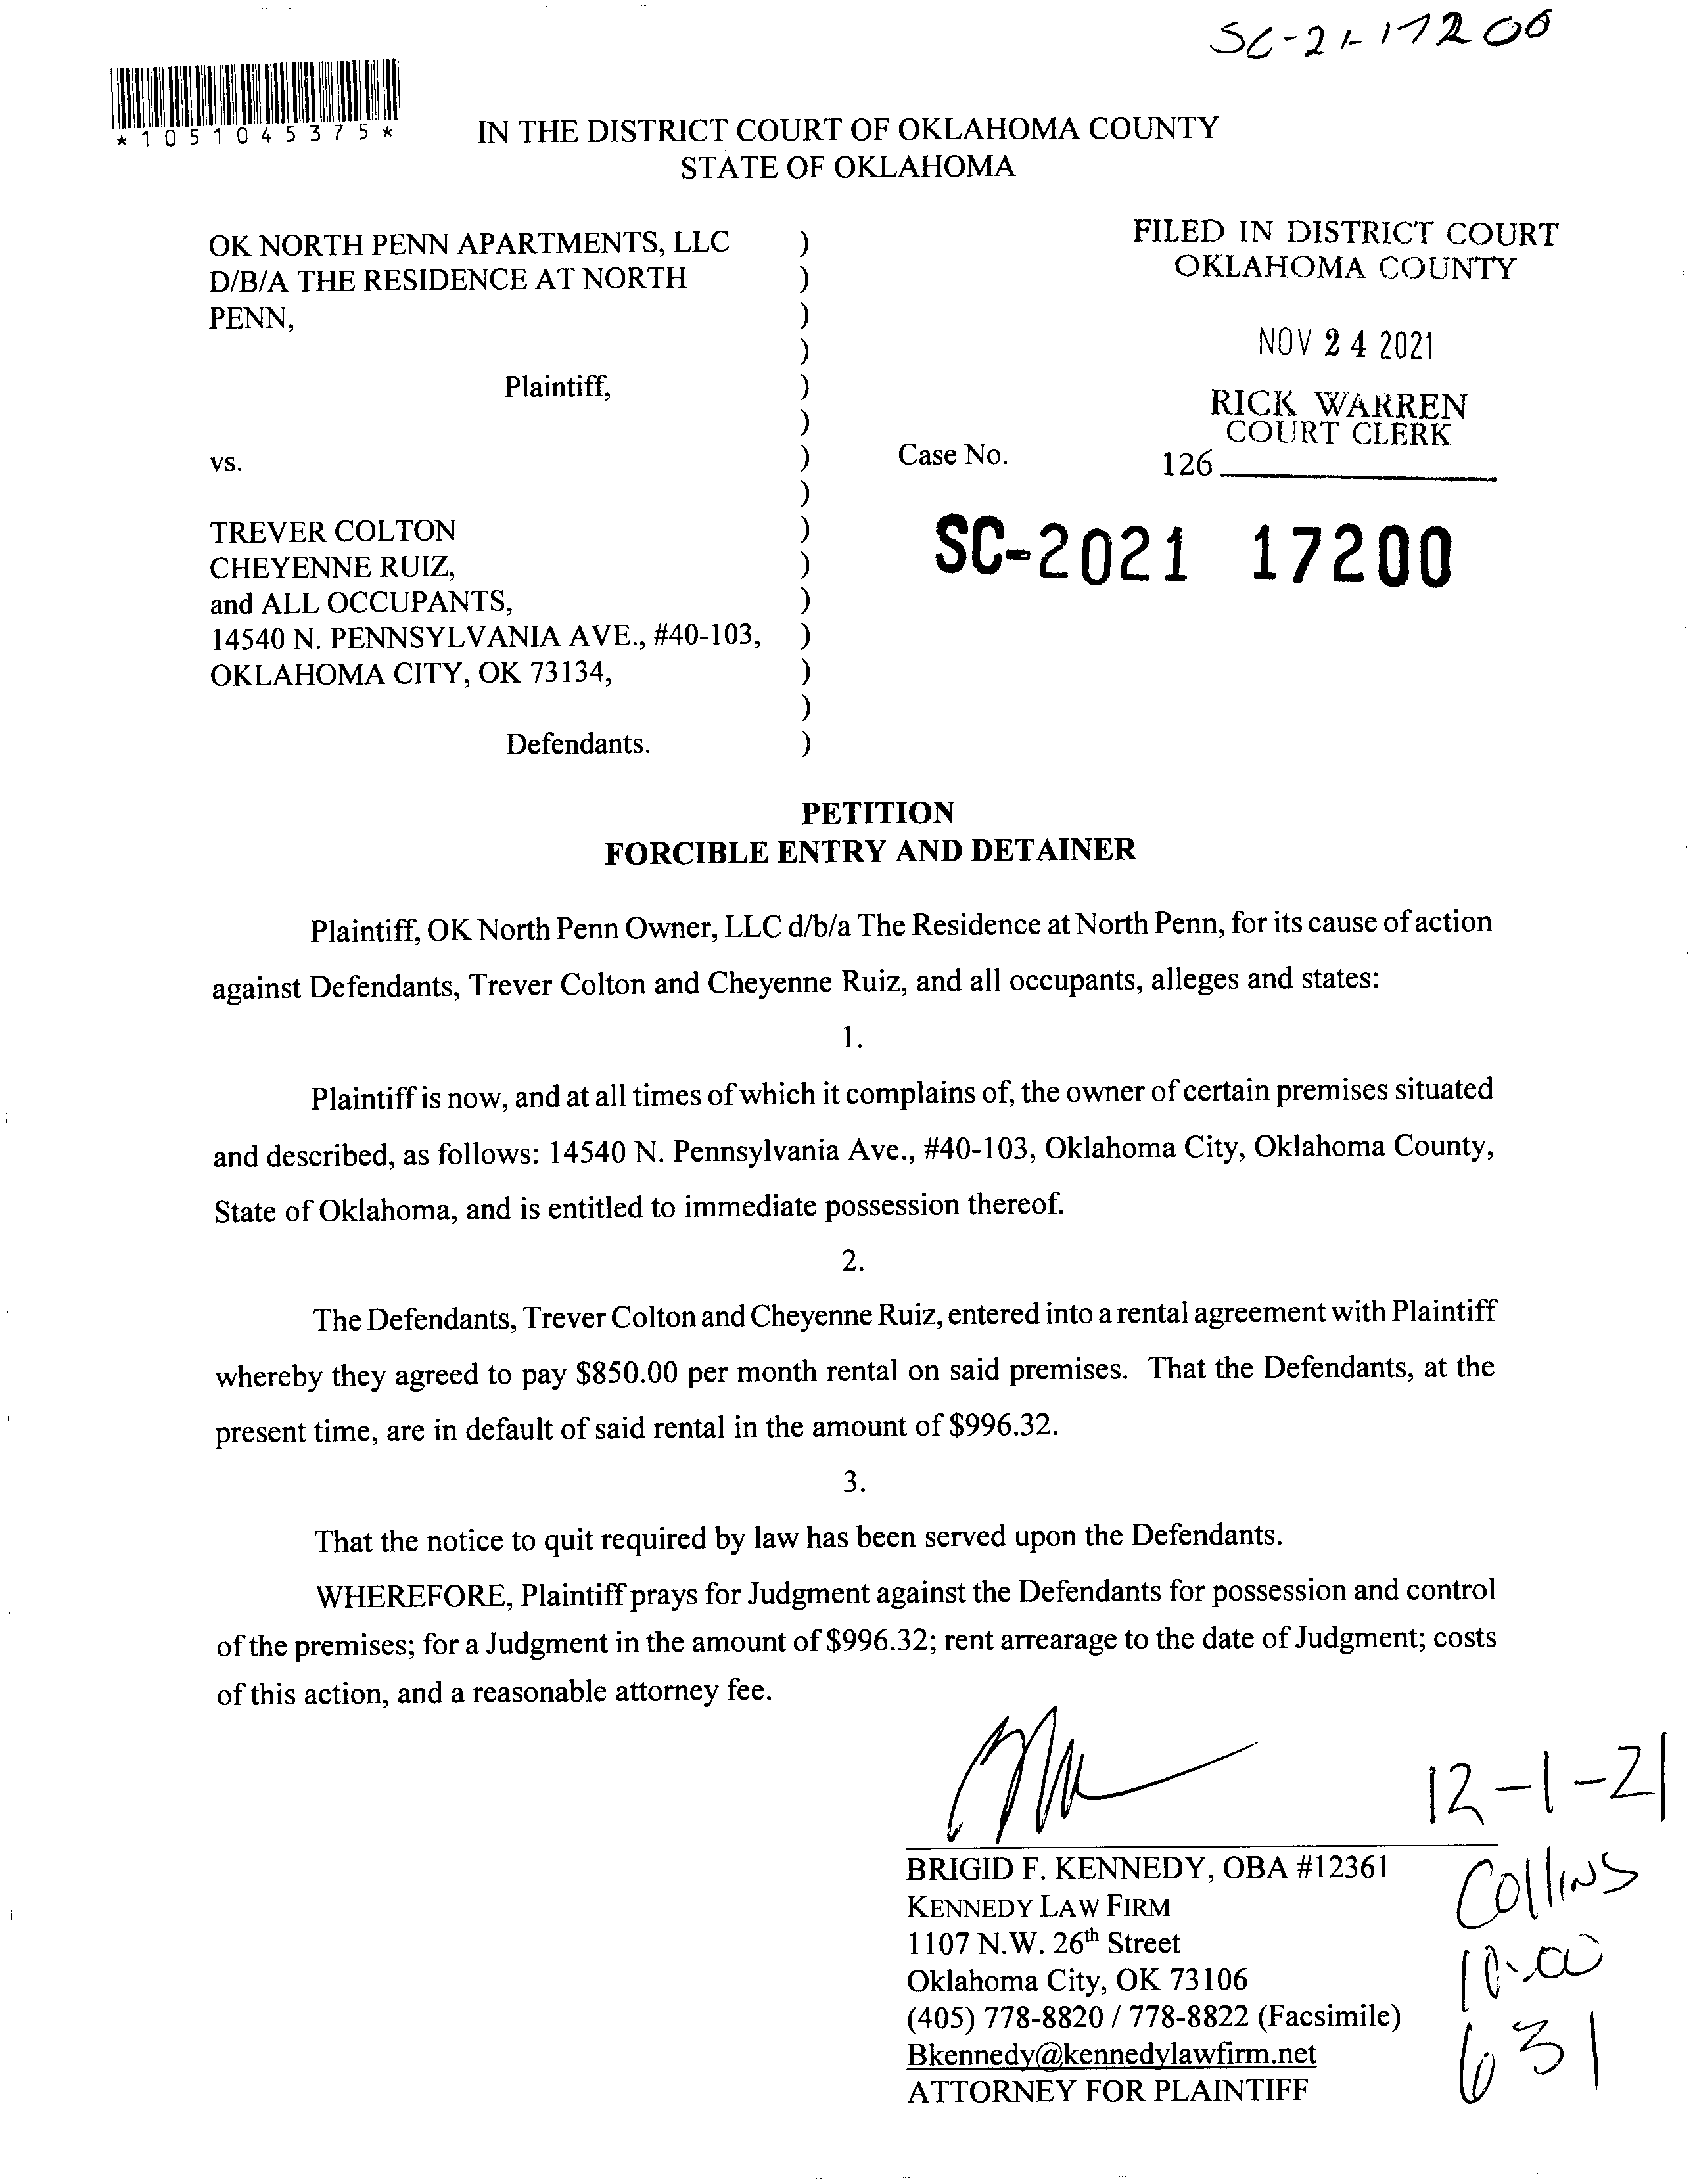 SC-21-17200
*1051045375*
IN THE DISTRICT COURT OF OKLAHOMA COUNTY
STATE OF OKLAHOMA
OK NORTH PENN APARTMENTS, LLC )
D/B/A THE RESIDENCE AT NORTH )
PENN, )
)
Plaintiff, )
)
vs. )
)
TREVER COLTON )
CHEYENNE RUIZ, )
and ALL OCCUPANTS, )
14540 N. PENNSYLVANIA AVE., #40-103, )
OKLAHOMA CITY, OK 73134, )
)
Defendants. )
FILED IN DISTRICT COURT
OKLAHOMA COUNTY
NOV 24 2021
RICK WARREN
COURT CLERK
Case No.
126
SC-2021 17200
PETITION
FORCIBLE ENTRY AND DETAINER
Plaintiff, OK North Penn Owner, LLC d/b/a The Residence at North Penn, for its cause of action
against Defendants, Trever Colton and Cheyenne Ruiz, and all occupants, alleges and states:
1.
Plaintiff is now, and at all times of which it complains of, the owner of certain premises situated
and described, as follows: 14540 N. Pennsylvania Ave., #40-103, Oklahoma City, Oklahoma County,
State of Oklahoma, and is entitled to immediate possession thereof.
2.
The Defendants, Trever Colton and Cheyenne Ruiz, entered into a rental agreement with Plaintiff
whereby they agreed to pay $850.00 per month rental on said premises. That the Defendants, at the
present time, are in default of said rental in the amount of $996.32.
3.
That the notice to quit required by law has been served upon the Defendants.
WHEREFORE, Plaintiff prays for Judgment against the Defendants for possession and control
of the premises; for a Judgment in the amount of $996.32; rent arrearage to the date of Judgment; costs
of this action, and a reasonable attorney fee.
BRIGID F. KENNEDY, OBA #12361
KENNEDY LAW FIRM
1107 N.W. 26th Street
Oklahoma City, OK 73106
(405) 778-8820 / 778-8822 (Facsimile)
Bkennedy@kennedylawfirm.net
ATTORNEY FOR PLAINTIFF
12-1-21
Collins
10:00
631